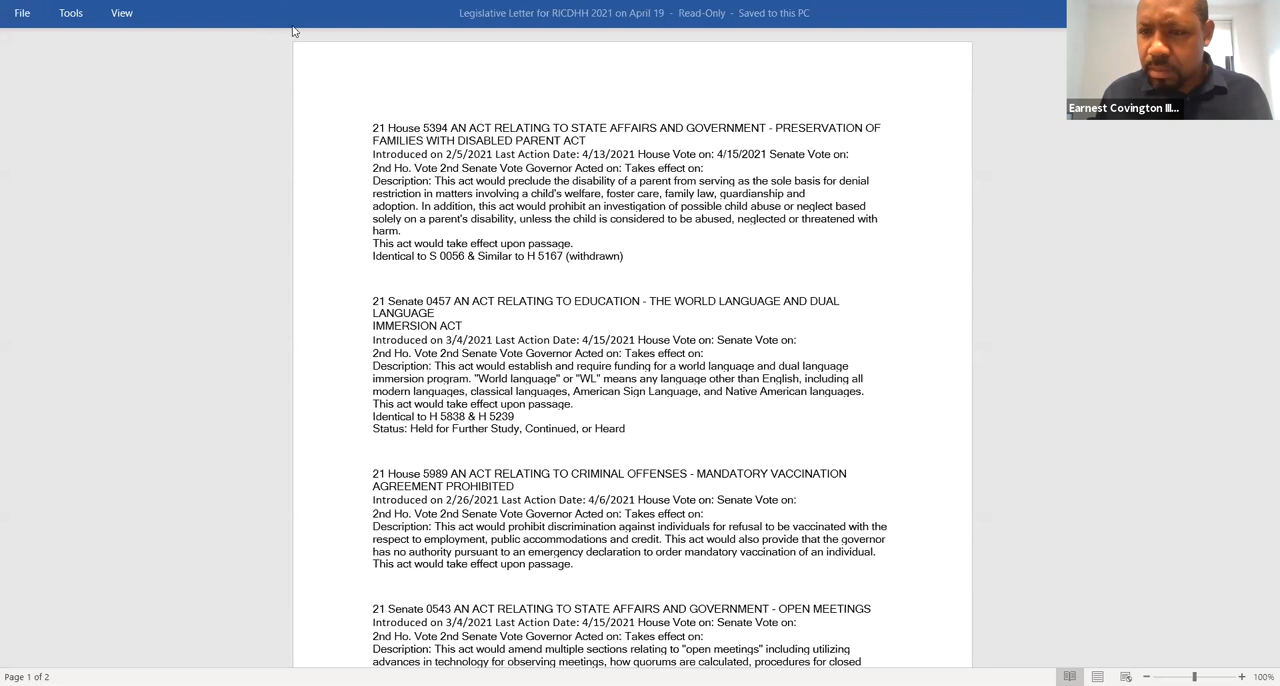 File Tools View Legislative Letter for RICDHH 2021 on April 19 - Read-Only - Saved to this PC
Earnest Covington III...
21 House 5394 AN ACT RELATING TO STATE AFFAIRS AND GOVERNMENT - PRESERVATION OF
FAMILIES WITH DISABLED PARENT ACT
Introduced on 2/5/2021 Last Action Date: 4/13/2021 House Vote on: 4/15/2021 Senate Vote on:
2nd Ho. Vote 2nd Senate Vote Governor Acted on: Takes effect on:
Description: This act would preclude the disability of a parent from serving as the sole basis for denial
restriction in matters involving a child's welfare, foster care, family law, guardianship and
adoption. In addition, this act would prohibit an investigation of possible child abuse or neglect based
solely on a parent's disability, unless the child is considered to be abused, neglected or threatened with
harm.
This act would take effect upon passage.
Identical to S 0056 & Similar to H 5167 (withdrawn)
21 Senate 0457 AN ACT RELATING TO EDUCATION - THE WORLD LANGUAGE AND DUAL
LANGUAGE
IMMERSION ACT
Introduced on 3/4/2021 Last Action Date: 4/15/2021 House Vote on: Senate Vote on:
2nd Ho. Vote 2nd Senate Vote Governor Acted on: Takes effect on:
Description: This act would establish and require funding for a world language and dual language
immersion program. "World language" or "WL" means any language other than English, including all
modern languages, classical languages, American Sign Language, and Native American languages.
This act would take effect upon passage.
Identical to H 5838 & H 5239
Status: Held for Further Study, Continued, or Heard
21 House 5989 AN ACT RELATING TO CRIMINAL OFFENSES - MANDATORY VACCINATION
AGREEMENT PROHIBITED
Introduced on 2/26/2021 Last Action Date: 4/6/2021 House Vote on: Senate Vote on:
2nd Ho. Vote 2nd Senate Vote Governor Acted on: Takes effect on:
Description: This act would prohibit discrimination against individuals for refusal to be vaccinated with the
respect to employment, public accommodations and credit. This act would also provide that the governor
has no authority pursuant to an emergency declaration to order mandatory vaccination of an individual.
This act would take effect upon passage.
21 Senate 0543 AN ACT RELATING TO STATE AFFAIRS AND GOVERNMENT - OPEN MEETINGS
Introduced on 3/4/2021 Last Action Date: 4/15/2021 House Vote on: Senate Vote on:
2nd Ho. Vote 2nd Senate Vote Governor Acted on: Takes effect on:
Description: This act would amend multiple sections relating to "open meetings" including utilizing
advances in technology for observing meetings, how quorums are calculated, procedures for closed
Page 1 of 2 100%